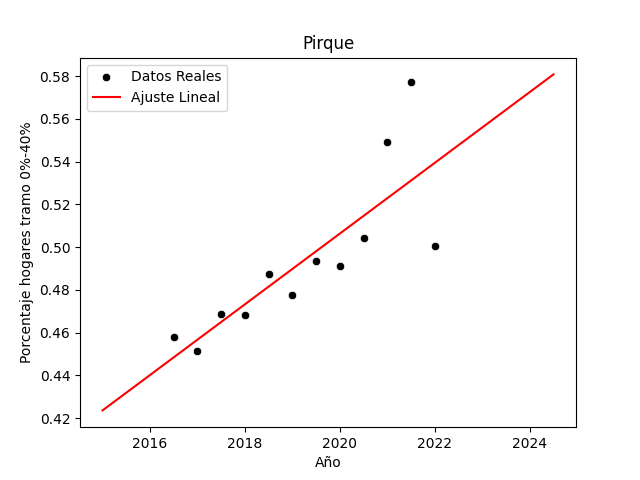 Pirque
Datos Reales
Ajuste Lineal
Porcentaje hogares tramo 0%-40%
0.58
0.56
0.54
0.52
0.50
0.48
0.46
0.44
0.42
2016 2018 2020 2022 2024
Año